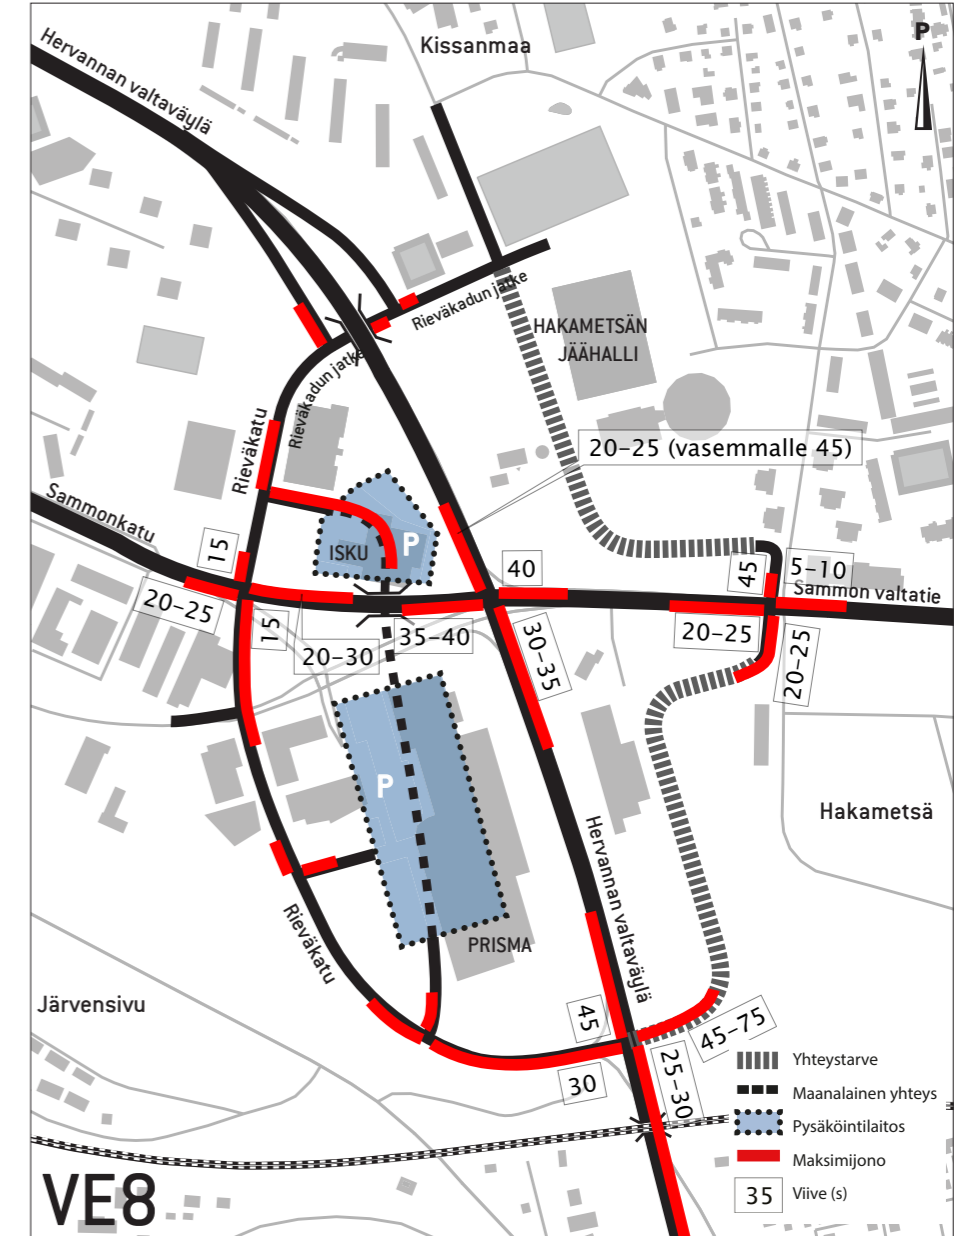 Kissanmaa
P
Hervannan valtaväylä
Rieväkadun jatke
HAKAMETSÄN
JÄÄHALLI
Rieväkadun jatke
Rieväkatu
20–25 (vasemmalle 45)
Sammonkatu
ISKU
P
15
40
45
5–10
Sammon valtatie
20–25
15
20–30
35–40
30–35
20–25
20–25
P
Hakametsä
Hervannan valtaväylä
Rieväkatu
PRISMA
Järvensivu
45
45–75
30
25–30
Yhteystarve
Maanalainen yhteys
Pysäköintilaitos
Maksimijono
35 Viive (s)
VE8